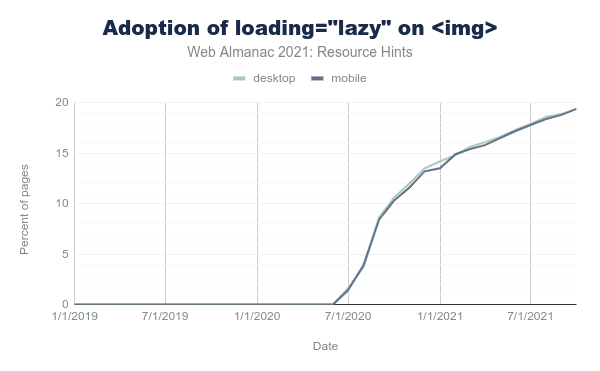 Adoption of loading="lazy" on <img>
Web Almanac 2021: Resource Hints
desktop mobile
Percent of pages
20
15
10
5
0
1/1/2019 7/1/2019 1/1/2020 7/1/2020 1/1/2021 7/1/2021
Date